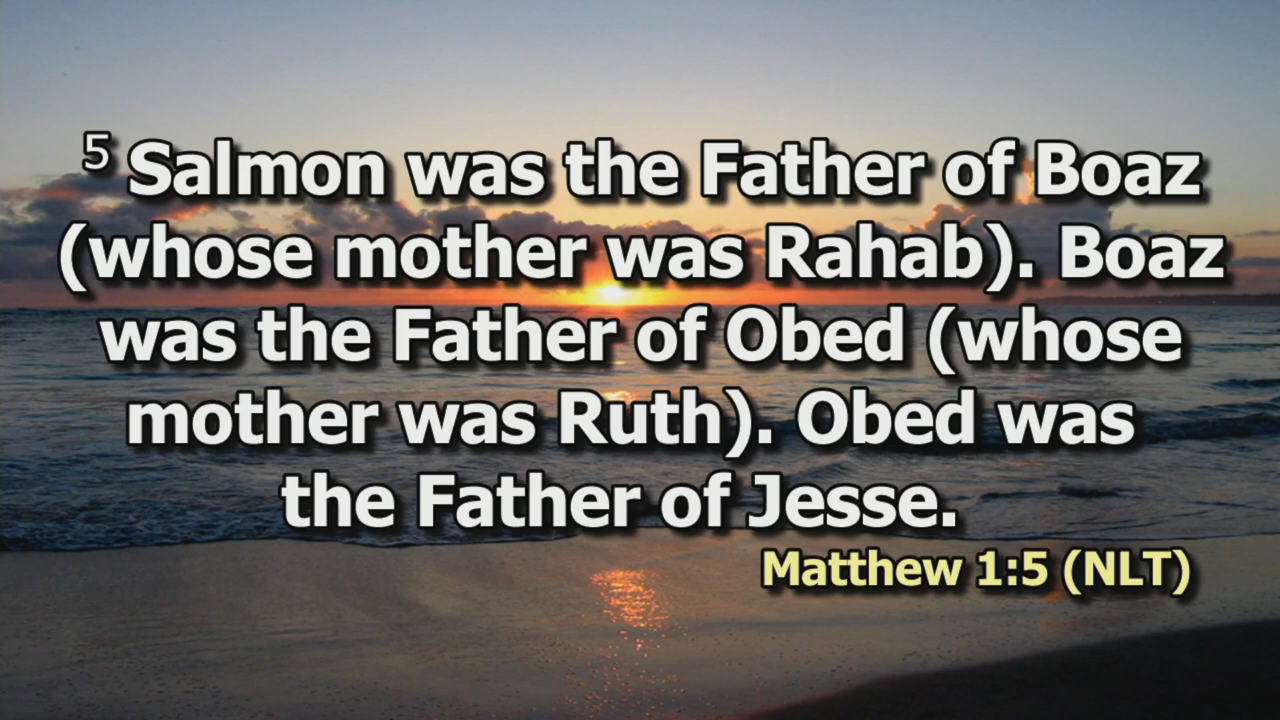 5 Salmon was the Father of Boaz
(whose mother was Rahab). Boaz
was the Father of Obed (whose
mother was Ruth). Obed was
the Father of Jesse.
Matthew 1:5 (NLT)